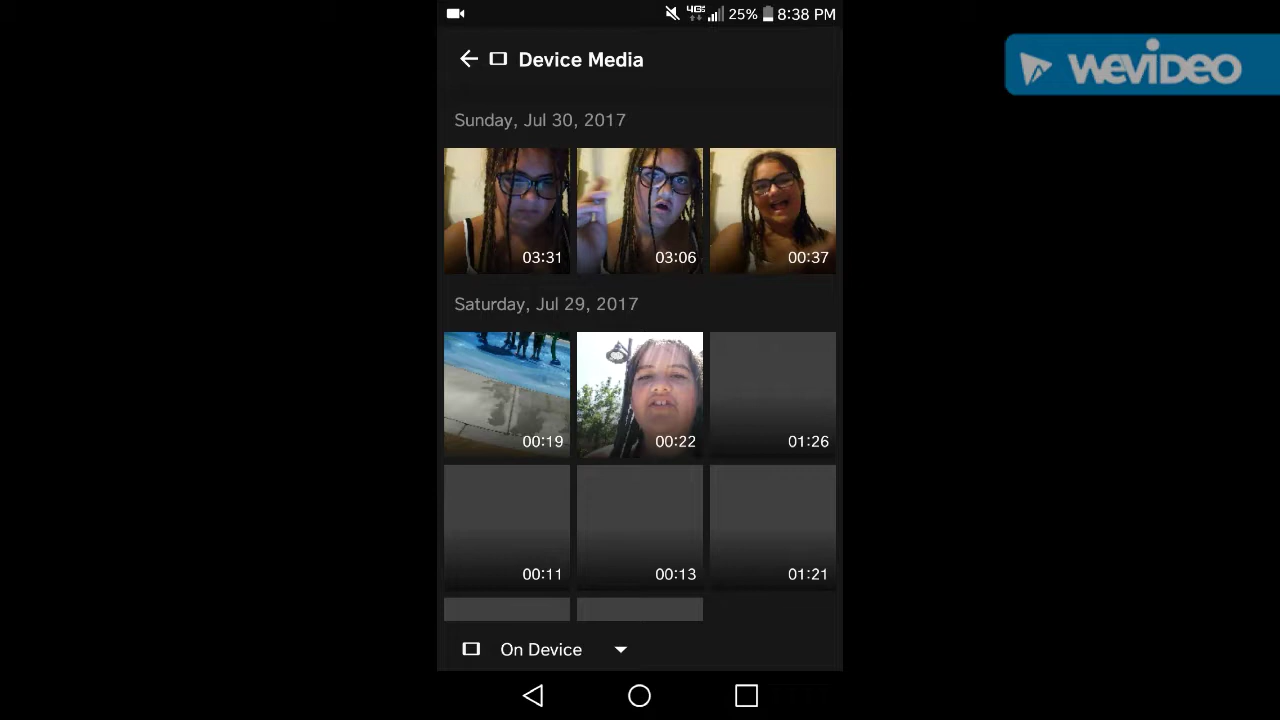 4G 25% 8:38 PM
WEVIDEO
Device Media
Sunday, Jul 30, 2017
03:31 03:06 00:37
Saturday, Jul 29, 2017
00:19 00:22 01:26
00:11 00:13 01:21
On Device